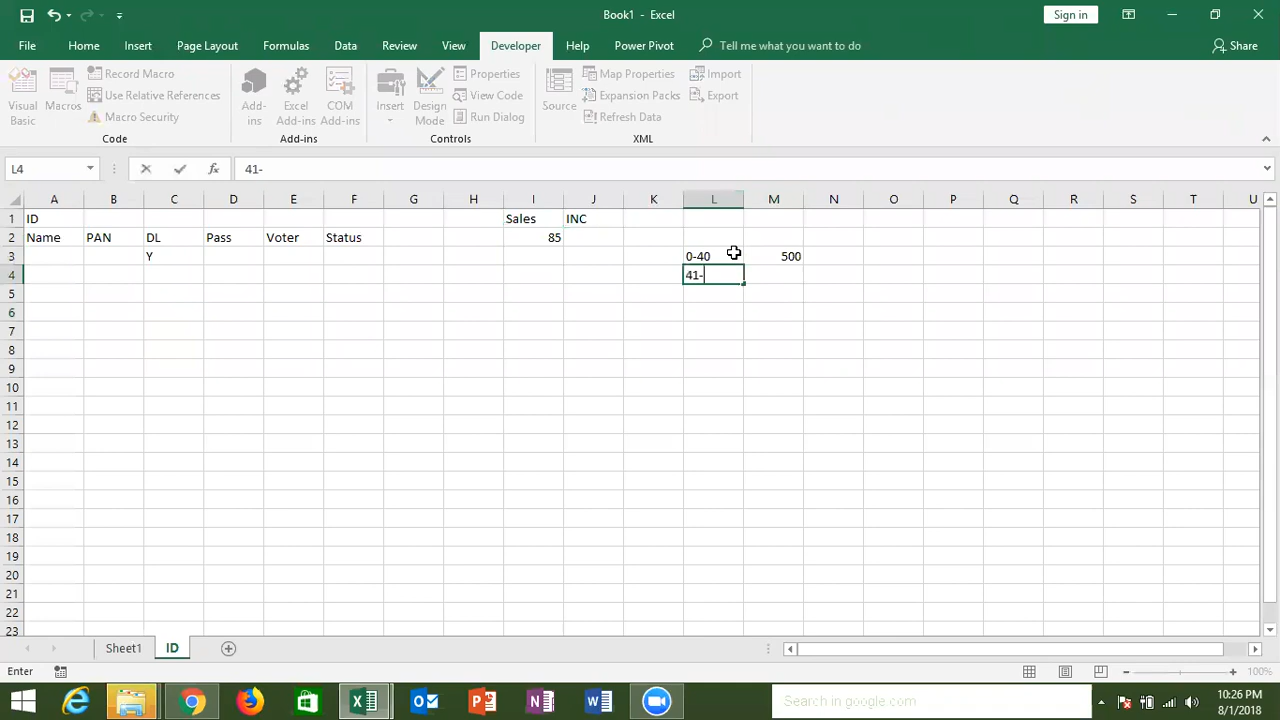 Book1 - Excel
Sign in
File Home Insert Page Layout Formulas Data Review View Developer Help Power Pivot Tell me what you want to do Share
Visual Basic
Macros
Record Macro
Use Relative References
Macro Security
Code
Add-ins
Excel Add-ins
COM Add-ins
Add-ins
Insert
Design Mode
Properties
View Code
Run Dialog
Controls
Source
Map Properties
Expansion Packs
Refresh Data
Import
Export
XML
L4 fx 41-
A B C D E F G H I J K L M N O P Q R S T U
1 ID Sales INC
2 Name PAN DL Pass Voter Status 85
3 Y 0-40 500
4 41-
5
6
7
8
9
10
11
12
13
14
15
16
17
18
19
20
21
22
23
Sheet1 ID
Enter 100%
Search in google.com
10:26 PM
8/1/2018